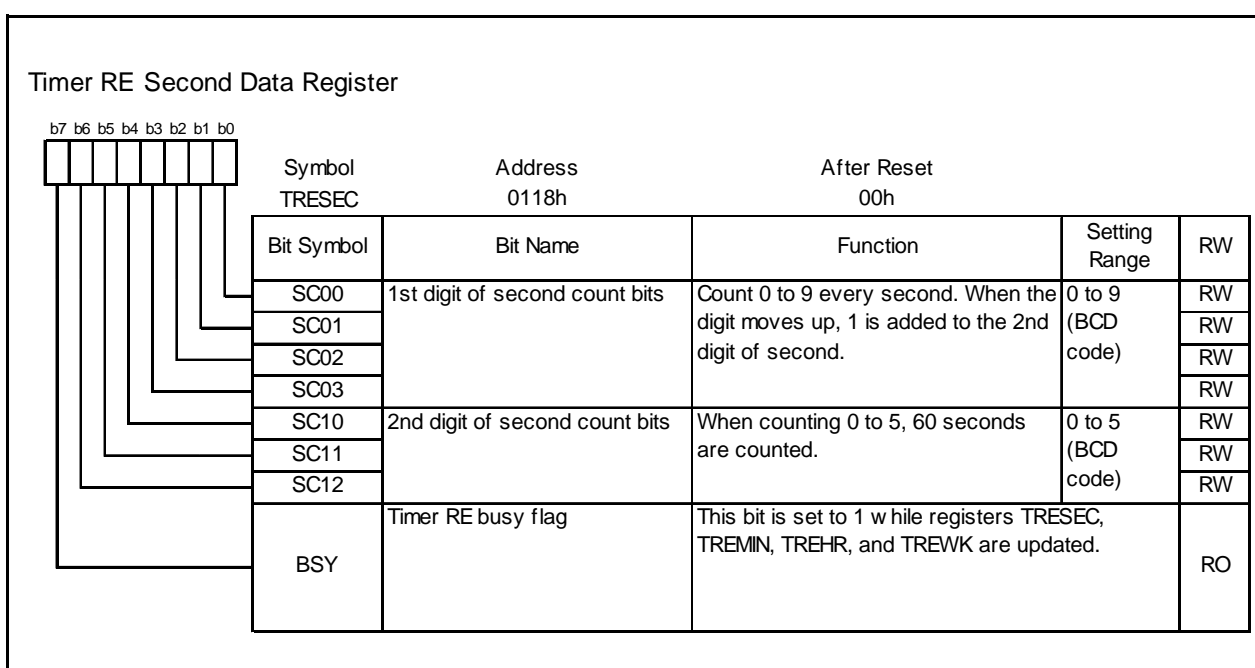 Timer RE Second Data Register
b7 b6 b5 b4 b3 b2 b1 b0
Symbol Address After Reset
TRESEC 0118h 00h
Bit Symbol Bit Name Function Setting Range RW
SC00 1st digit of second count bits Count 0 to 9 every second. When the 0 to 9 RW
SC01 digit moves up, 1 is added to the 2nd (BCD RW
SC02 digit of second. code) RW
SC03 RW
SC10 2nd digit of second count bits When counting 0 to 5, 60 seconds 0 to 5 RW
SC11 are counted. (BCD RW
SC12 code) RW
Timer RE busy flag This bit is set to 1 while registers TRESEC,
TREMIN, TREHR, and TREWK are updated.
BSY RO